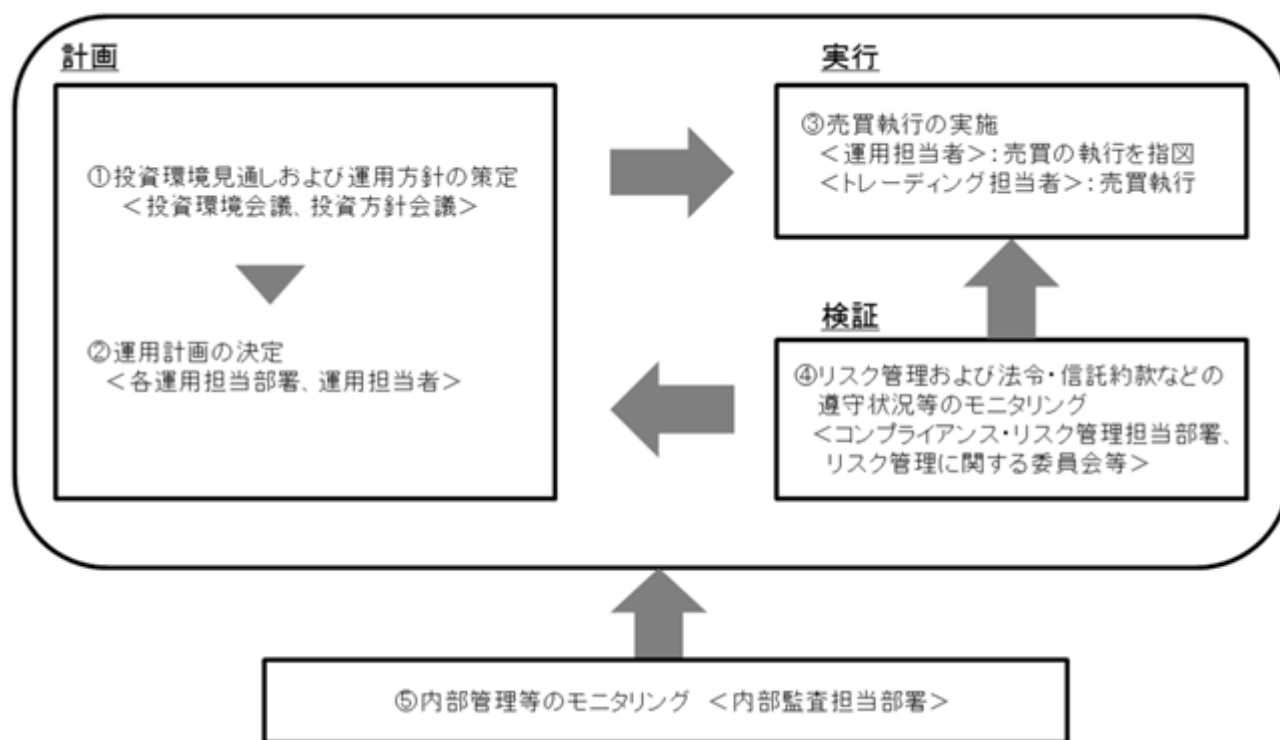 計画
①投資環境見通しおよび運用方針の策定
＜投資環境会議、投資方針会議＞
②運用計画の決定
＜各運用担当部署、運用担当者＞
実行
③売買執行の実施
＜運用担当者＞：売買の執行を指図
＜トレーディング担当者＞：売買執行
検証
④リスク管理および法令・信託約款などの
遵守状況等のモニタリング
＜コンプライアンス・リスク管理担当部署、
リスク管理に関する委員会等＞
⑤内部管理等のモニタリング ＜内部監査担当部署＞